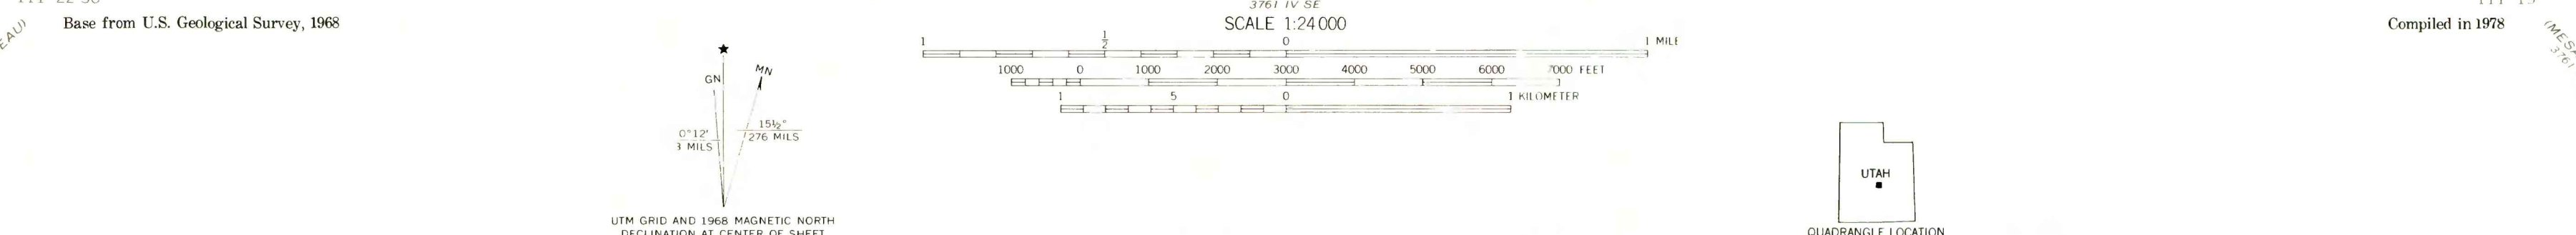 3761 IV SE
Base from U.S. Geological Survey, 1968
SCALE 1:24 000
Compiled in 1978
EAU)
(MESA
3761
1 ½ 0 1 MILE
1000 0 1000 2000 3000 4000 5000 6000 7000 FEET
1 5 0 1 KILOMETER
★
GN
MN
0°12'
3 MILS
15½°
276 MILS
UTM GRID AND 1968 MAGNETIC NORTH
DECLINATION AT CENTER OF SHEET
UTAH
QUADRANGLE LOCATION